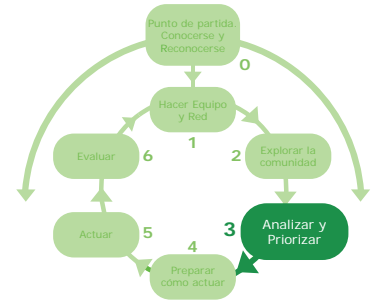 Punto de partida.
Conocerse y
Reconocerse
0
Hacer Equipo
y Red
1
Explorar la
comunidad
2
Analizar y
Priorizar
3
Preparar
cómo actuar
4
Actuar
5
Evaluar
6